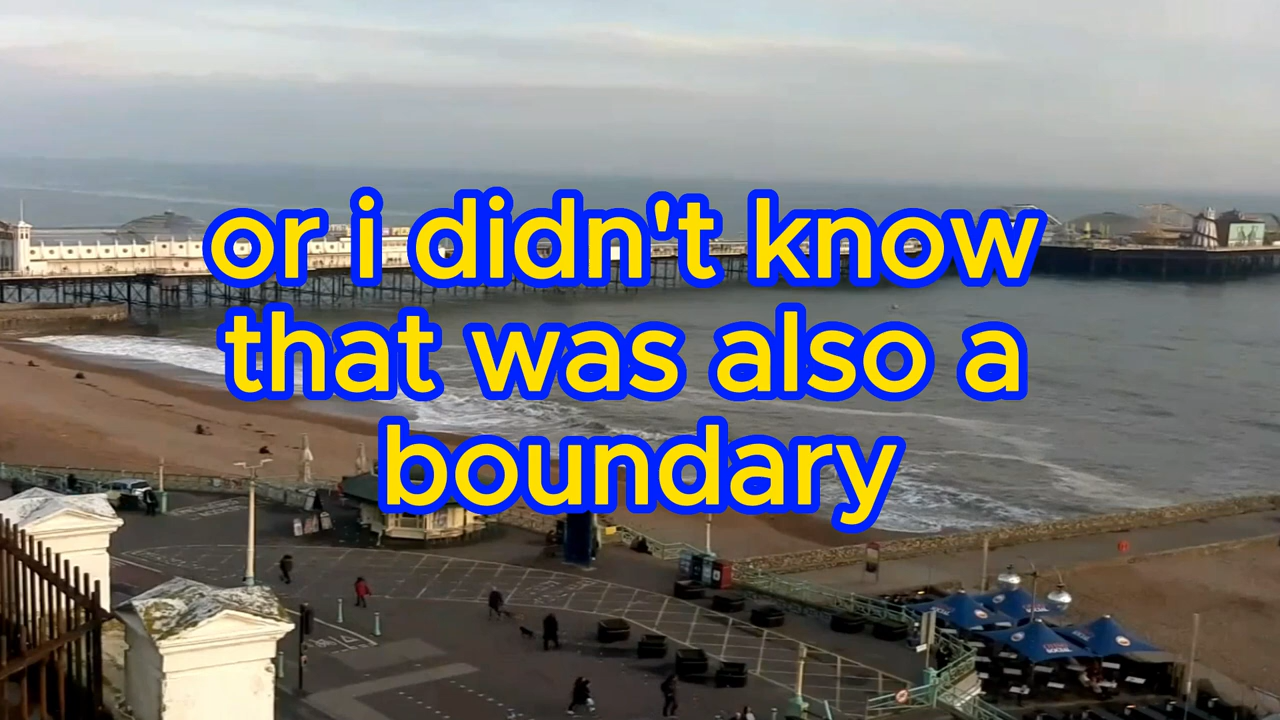 or i didn't know
that was also a
boundary